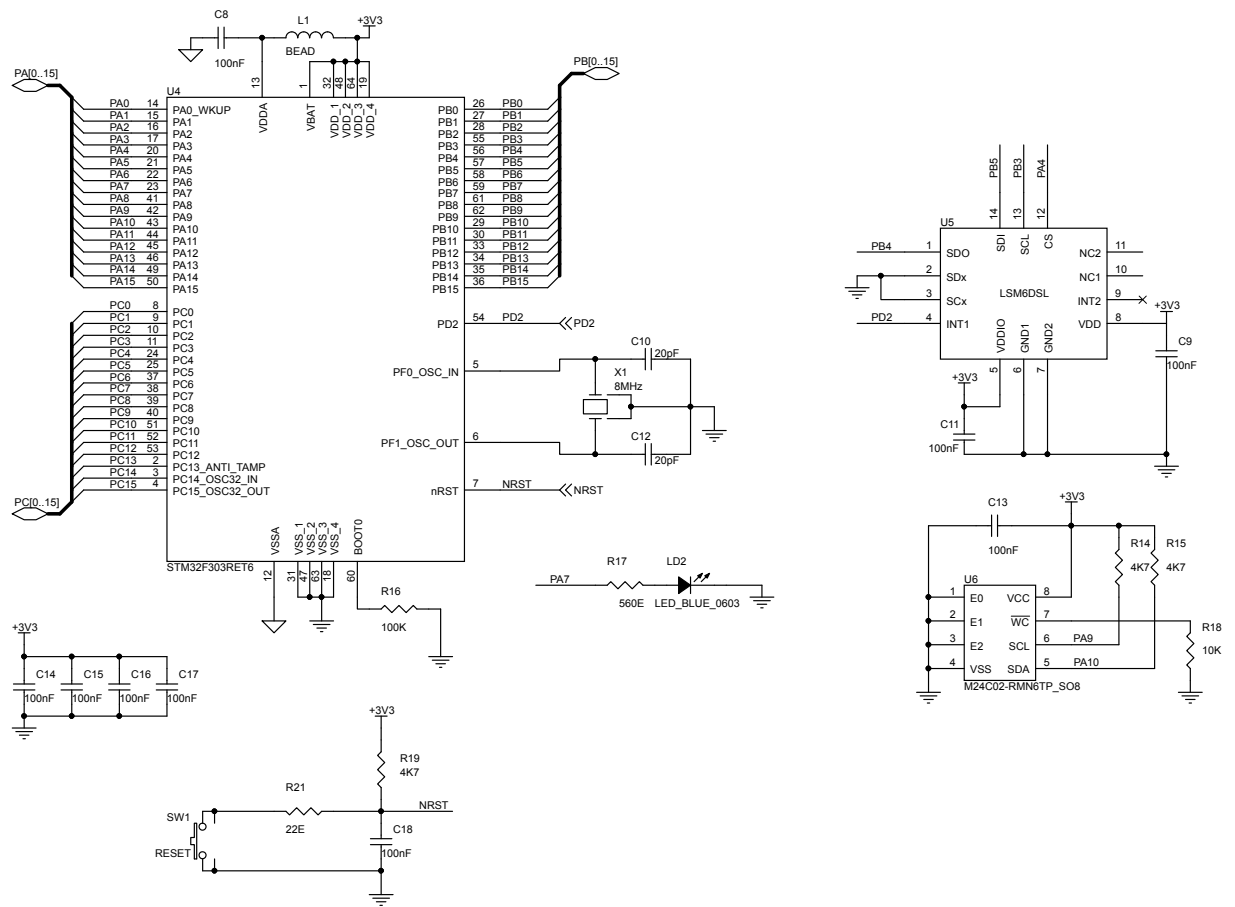 C8
100nF
L1
BEAD
+3V3
PA[0..15]
PB[0..15]
U4
13 1 32 48 64 19
VDDA VBAT VDD_1 VDD_2 VDD_3 VDD_4
PA0 14 PA0_WKUP
PA1 15 PA1
PA2 16 PA2
PA3 17 PA3
PA4 20 PA4
PA5 21 PA5
PA6 22 PA6
PA7 23 PA7
PA8 41 PA8
PA9 42 PA9
PA10 43 PA10
PA11 44 PA11
PA12 45 PA12
PA13 46 PA13
PA14 49 PA14
PA15 50 PA15
PC0 8 PC0
PC1 9 PC1
PC2 10 PC2
PC3 11 PC3
PC4 24 PC4
PC5 25 PC5
PC6 37 PC6
PC7 38 PC7
PC8 39 PC8
PC9 40 PC9
PC10 51 PC10
PC11 52 PC11
PC12 53 PC12
PC13 2 PC13_ANTI_TAMP
PC14 3 PC14_OSC32_IN
PC15 4 PC15_OSC32_OUT
PC[0..15]
PB0 26 PB0
PB1 27 PB1
PB2 28 PB2
PB3 55 PB3
PB4 56 PB4
PB5 57 PB5
PB6 58 PB6
PB7 59 PB7
PB8 61 PB8
PB9 62 PB9
PB10 29 PB10
PB11 30 PB11
PB12 33 PB12
PB13 34 PB13
PB14 35 PB14
PB15 36 PB15
PD2 54 PD2 PD2
PF0_OSC_IN 5
PF1_OSC_OUT 6
nRST 7 NRST NRST
C10
20pF
X1
8MHz
C12
20pF
VSSA VSS_1 VSS_2 VSS_3 VSS_4 BOOT0
12 31 47 63 18 60
STM32F303RET6
R16
100K
PA7
R17
560E
LD2
LED_BLUE_0603
+3V3
C14 C15 C16 C17
100nF 100nF 100nF 100nF
+3V3
R19
4K7
R21
22E
NRST
SW1
RESET
C18
100nF
PB5 PB3 PA4
14 13 12
U5
SDI SCL CS
PB4 1 SDO
2 SDx
3 SCx
PD2 4 INT1
LSM6DSL
NC2 11
NC1 10
INT2 9
VDD 8
+3V3
VDDIO GND1 GND2
5 6 7
C9
100nF
+3V3
C11
100nF
C13
100nF
+3V3
R14 R15
4K7 4K7
U6
1 E0 VCC 8
2 E1 WC 7
3 E2 SCL 6 PA9
4 VSS SDA 5 PA10
M24C02-RMN6TP_SO8
R18
10K